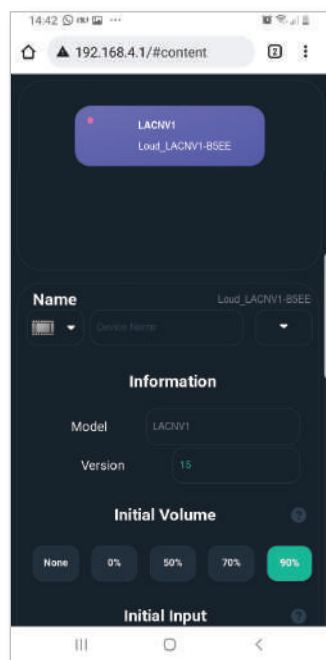 14:42
192.168.4.1/#content
2
LACNV1
Loud_LACNV1-B5EE
Name
Loud_LACNV1-B5EE
Device Name
Information
Model
LACNV1
Version
15
Initial Volume
?
None
0%
50%
70%
90%
Initial Input
?